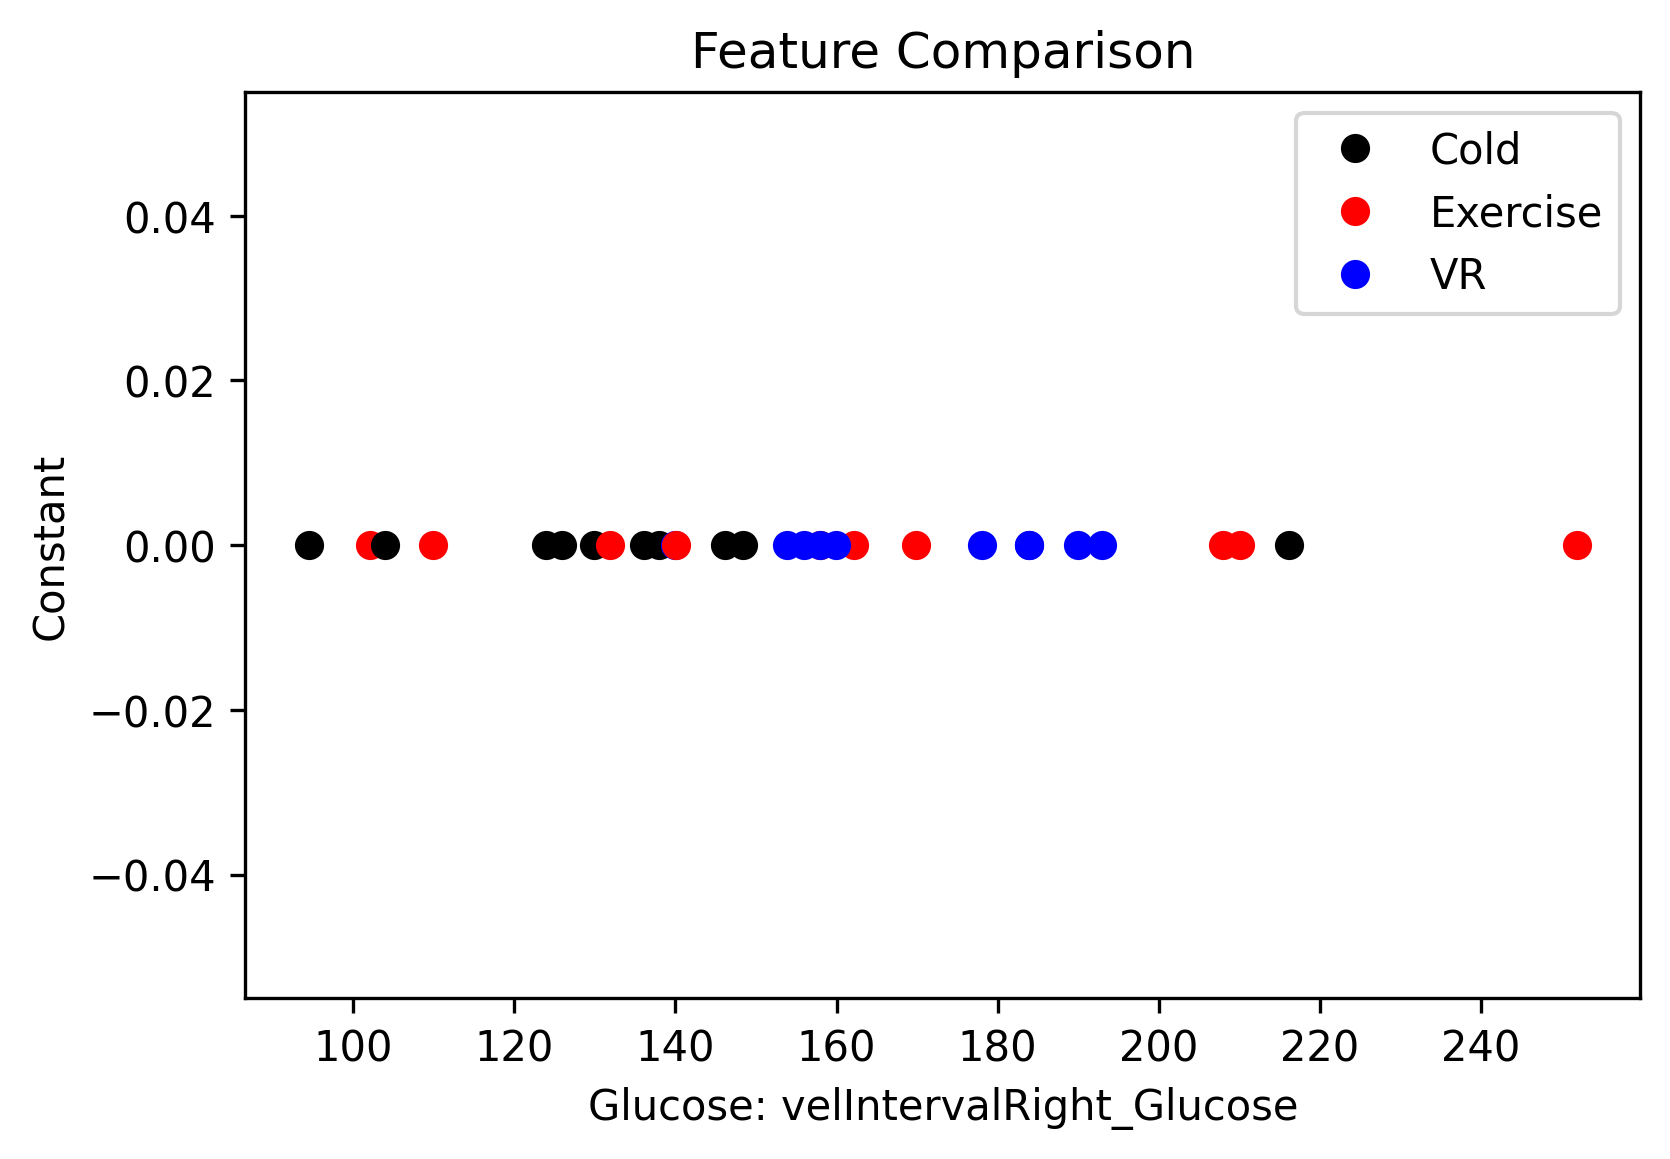 Feature Comparison
Cold
Exercise
VR
Constant
0.04
0.02
0.00
−0.02
−0.04
100 120 140 160 180 200 220 240
Glucose: velIntervalRight_Glucose